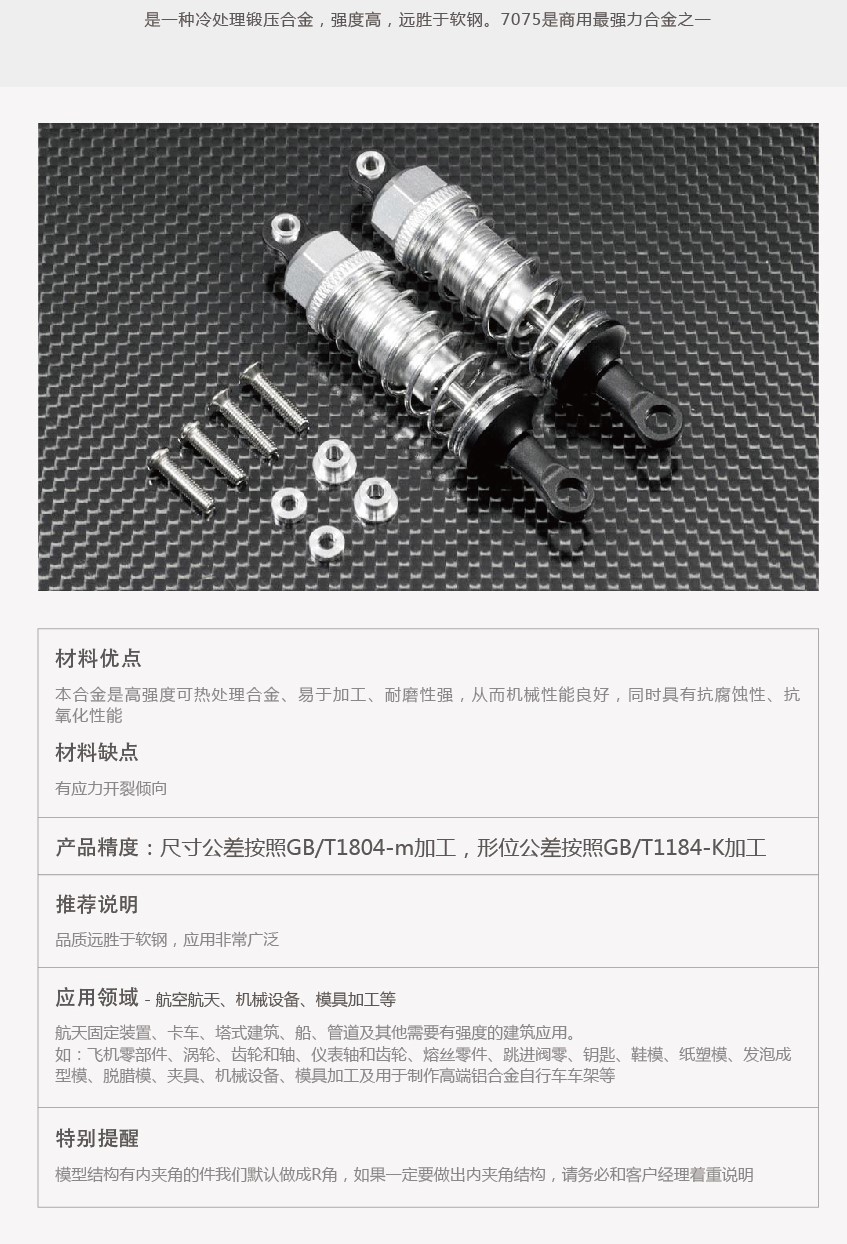 是一种冷处理锻压合金，强度高，远胜于软钢。7075是商用最强力合金之一
材料优点
本合金是高强度可热处理合金、易于加工、耐磨性强，从而机械性能良好，同时具有抗腐蚀性、抗
氧化性能
材料缺点
有应力开裂倾向
产品精度：尺寸公差按照GB/T1804-m加工，形位公差按照GB/T1184-K加工
推荐说明
品质远胜于软钢，应用非常广泛
应用领域 - 航空航天、机械设备、模具加工等
航天固定装置、卡车、塔式建筑、船、管道及其他需要有强度的建筑应用。
如：飞机零部件、涡轮、齿轮和轴、仪表轴和齿轮、熔丝零件、跳进阀零、钥匙、鞋模、纸塑模、发泡成
型模、脱腊模、夹具、机械设备、模具加工及用于制作高端铝合金自行车车架等
特别提醒
模型结构有内夹角的件我们默认做成R角，如果一定要做出内夹角结构，请务必和客户经理着重说明